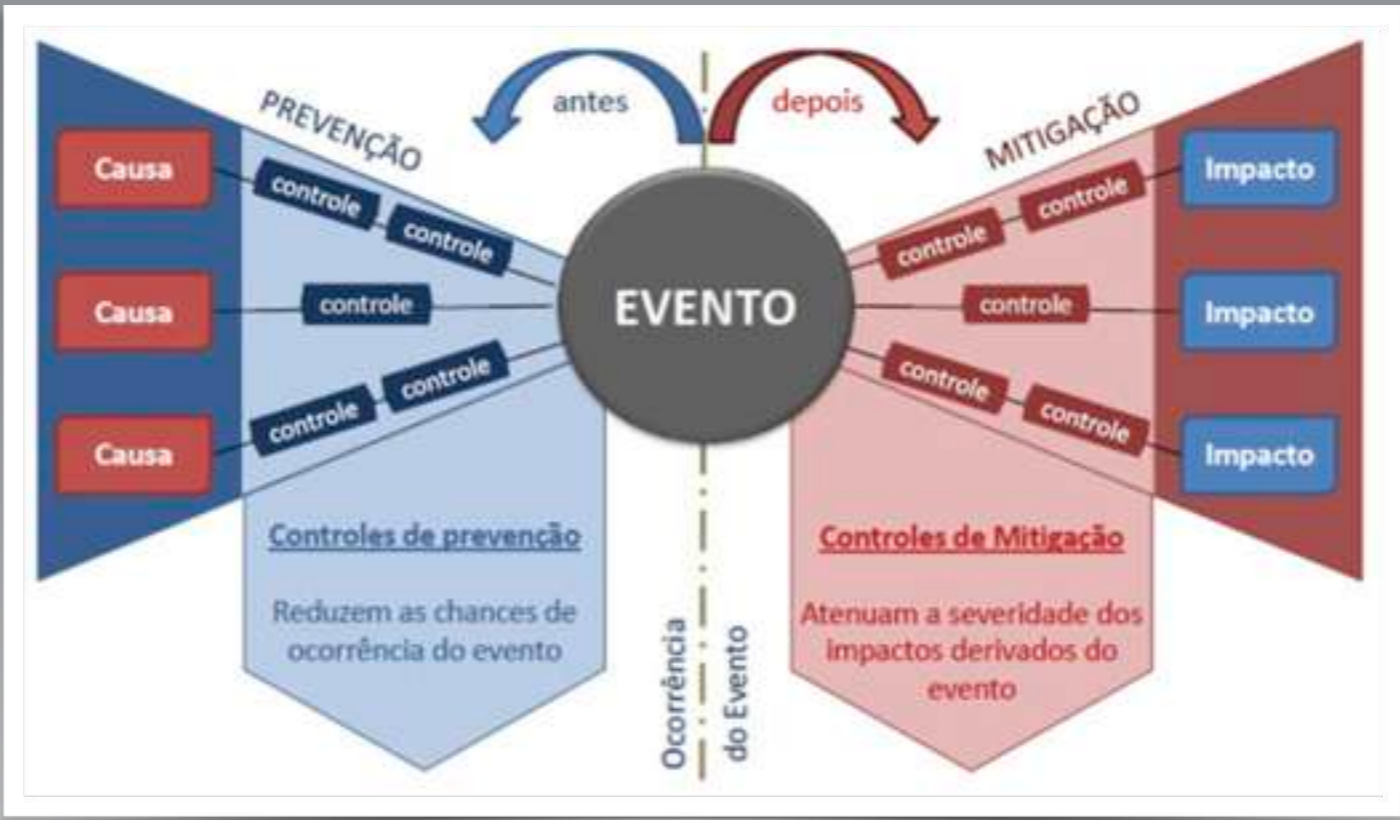 antes
depois
PREVENÇÃO
MITIGAÇÃO
Causa
controle
controle
controle
controle
Impacto
Causa
controle
EVENTO
controle
Impacto
Causa
controle
controle
controle
controle
Impacto
Controles de prevenção
Reduzem as chances de
ocorrência do evento
Ocorrência
do Evento
Controles de Mitigação
Atenuam a severidade dos
impactos derivados do
evento